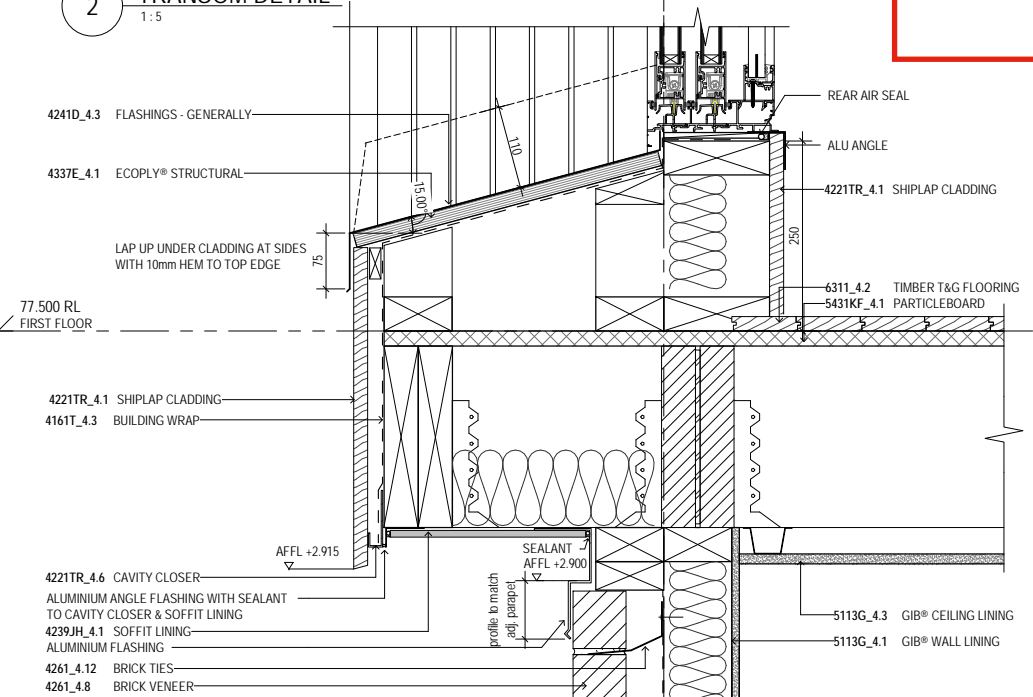 2
TRANSOM DETAIL
1 : 5
4241D_4.3 FLASHINGS - GENERALLY
4337E_4.1 ECOPLY® STRUCTURAL
110
15.00°
LAP UP UNDER CLADDING AT SIDES
WITH 10mm HEM TO TOP EDGE
75
77.500 RL
FIRST FLOOR
4221TR_4.1 SHIPLAP CLADDING
4161T_4.3 BUILDING WRAP
AFFL +2.915
4221TR_4.6 CAVITY CLOSER
ALUMINIUM ANGLE FLASHING WITH SEALANT
TO CAVITY CLOSER & SOFFIT LINING
4239JH_4.1 SOFFIT LINING
ALUMINIUM FLASHING
4261_4.12 BRICK TIES
4261_4.8 BRICK VENEER
SEALANT
AFFL +2.900
profile to match
adj. parapet
REAR AIR SEAL
ALU ANGLE
4221TR_4.1 SHIPLAP CLADDING
250
6311_4.2 TIMBER T&G FLOORING
5431KF_4.1 PARTICLEBOARD
5113G_4.3 GIB® CEILING LINING
5113G_4.1 GIB® WALL LINING